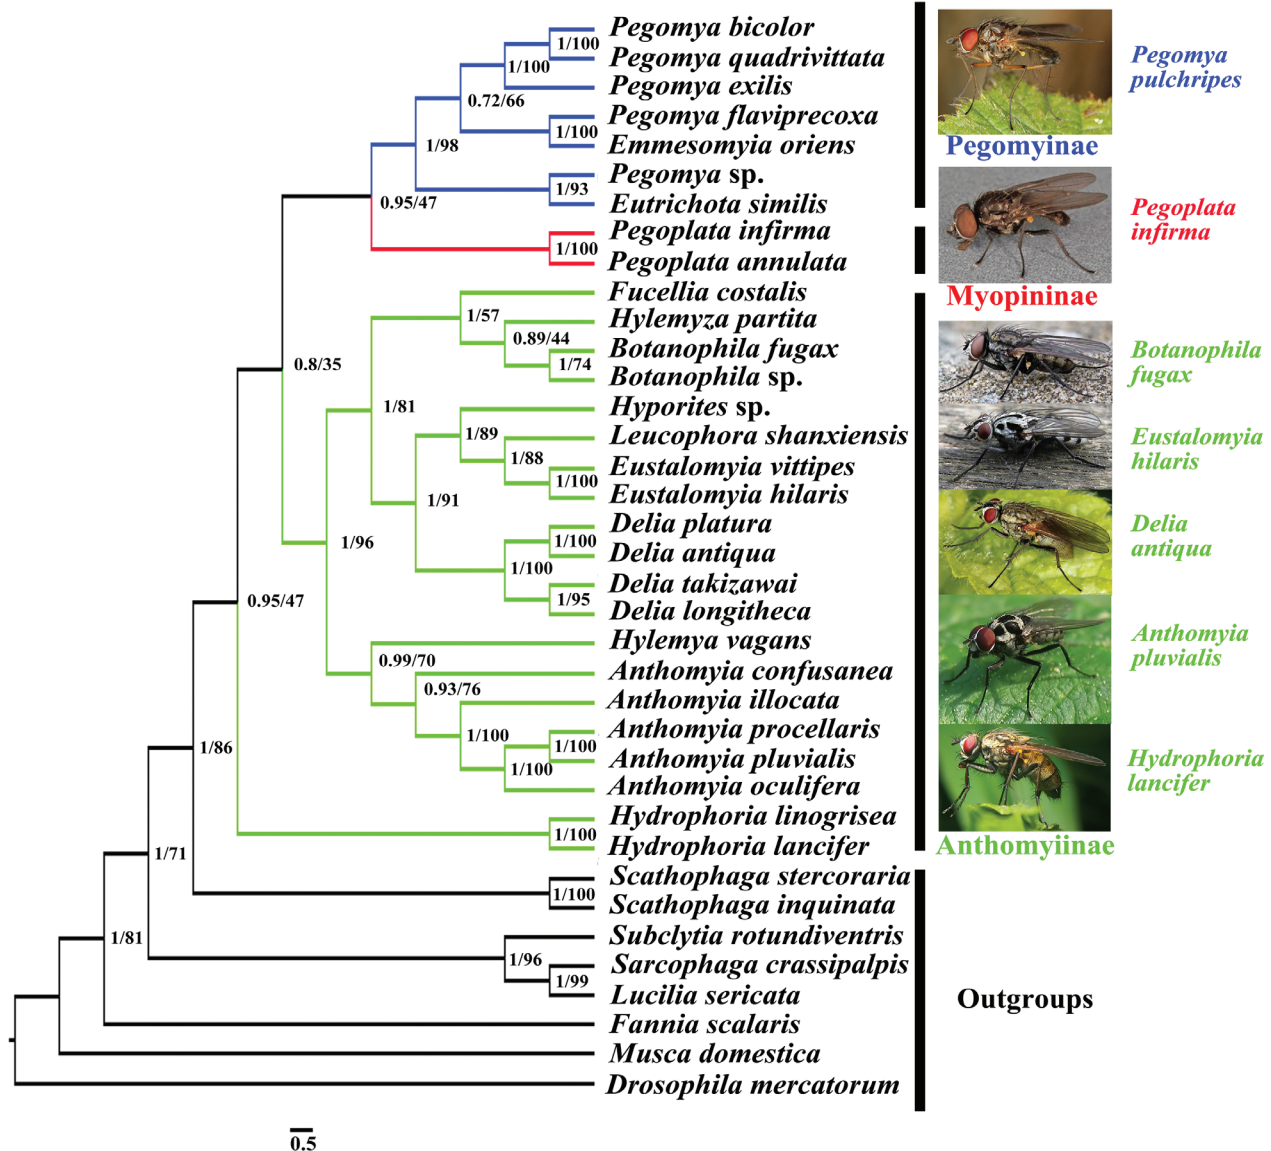 Pegomya bicolor
1/100
Pegomya quadrivittata
1/100
Pegomya exilis
0.72/66
Pegomya flaviprecoxa
1/100
Emmesomyia oriens
1/98
Pegomya sp.
1/93
Eutrichota similis
0.95/47
Pegoplata infirma
1/100
Pegoplata annulata
Fucellia costalis
1/57
Hylemyza partita
0.89/44
Botanophila fugax
1/74
Botanophila sp.
0.8/35
1/81
Hyporites sp.
1/89
Leucophora shanxiensis
1/88
Eustalomyia vittipes
1/100
Eustalomyia hilaris
1/91
Delia platura
1/100
Delia antiqua
1/100
Delia takizawai
1/95
Delia longitheca
1/96
0.95/47
Hylemya vagans
0.99/70
Anthomyia confusanea
0.93/76
Anthomyia illocata
1/100
Anthomyia procellaris
1/100
Anthomyia pluvialis
1/100
Anthomyia oculifera
1/86
Hydrophoria linogrisea
1/100
Hydrophoria lancifer
1/71
Scathophaga stercoraria
1/100
Scathophaga inquinata
1/81
Subclytia rotundiventris
1/96
Sarcophaga crassipalpis
1/99
Lucilia sericata
Fannia scalaris
Musca domestica
Drosophila mercatorum
0.5
Pegomya
pulchripes
Pegomyinae
Pegoplata
infirma
Myopininae
Botanophila
fugax
Eustalomyia
hilaris
Delia
antiqua
Anthomyia
pluvialis
Hydrophoria
lancifer
Anthomyiinae
Outgroups